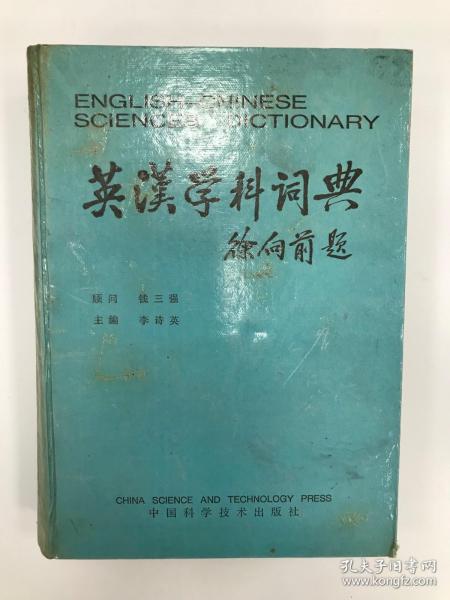 ENGLISH-CHINESE
SCIENCES DICTIONARY
英漢学科词典
徐向前题
顾问 钱三强
主编 李诗英
CHINA SCIENCE AND TECHNOLOGY PRESS
中国科学技术出版社
孔夫子旧书网
www.kongfz.com